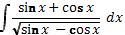 ∫ (sin x + cos x) / √(sin x − cos x) dx